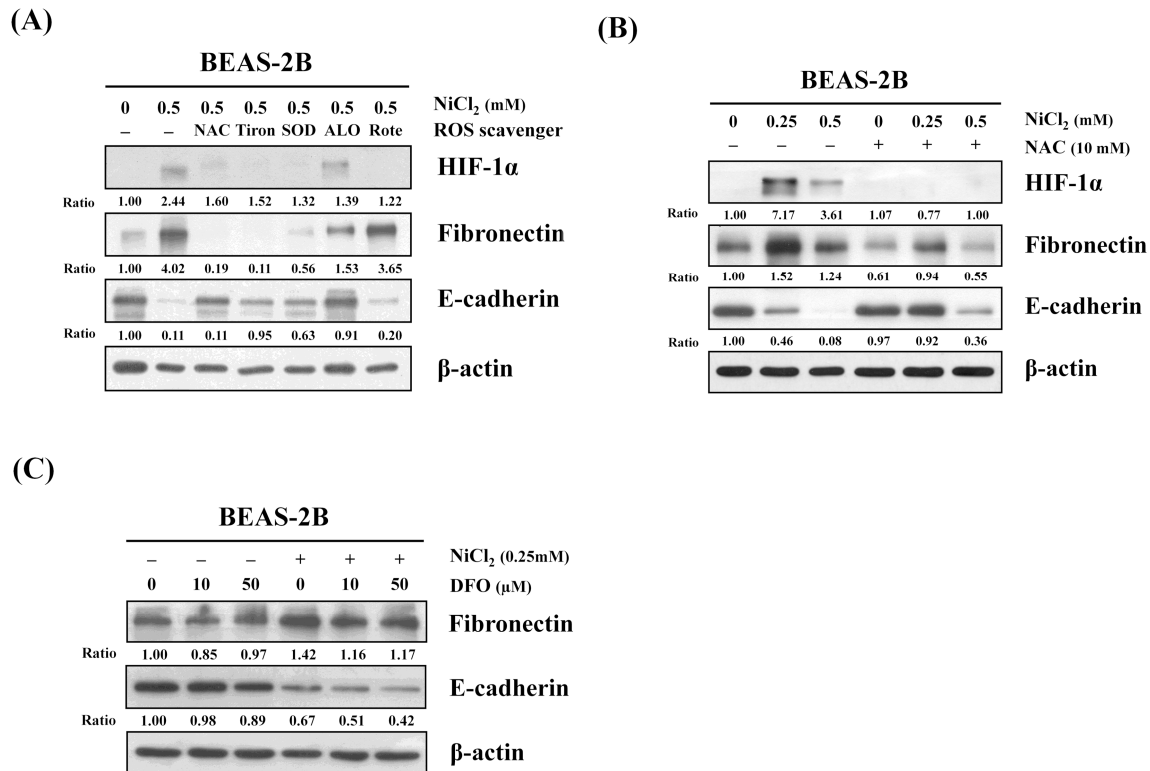 (A)
BEAS-2B
0 0.5 0.5 0.5 0.5 0.5 0.5 NiCl₂ (mM)
– – NAC Tiron SOD ALO Rote ROS scavenger
HIF-1α
Ratio 1.00 2.44 1.60 1.52 1.32 1.39 1.22
Fibronectin
Ratio 1.00 4.02 0.19 0.11 0.56 1.53 3.65
E-cadherin
Ratio 1.00 0.11 0.11 0.95 0.63 0.91 0.20
β-actin
(B)
BEAS-2B
0 0.25 0.5 0 0.25 0.5 NiCl₂ (mM)
– – – + + + NAC (10 mM)
HIF-1α
Ratio 1.00 7.17 3.61 1.07 0.77 1.00
Fibronectin
Ratio 1.00 1.52 1.24 0.61 0.94 0.55
E-cadherin
Ratio 1.00 0.46 0.08 0.97 0.92 0.36
β-actin
(C)
BEAS-2B
– – – + + + NiCl₂ (0.25mM)
0 10 50 0 10 50 DFO (µM)
Fibronectin
Ratio 1.00 0.85 0.97 1.42 1.16 1.17
E-cadherin
Ratio 1.00 0.98 0.89 0.67 0.51 0.42
β-actin